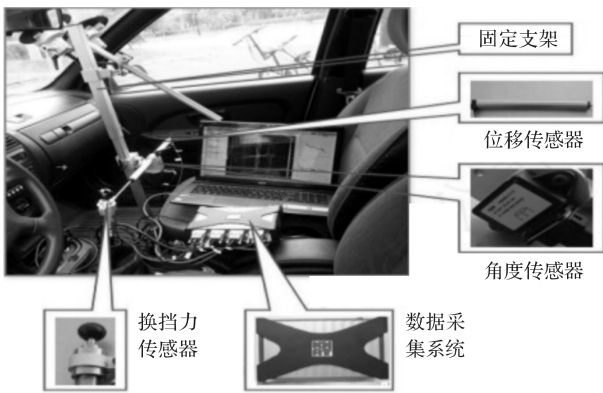 固定支架
位移传感器
角度传感器
换挡力
传感器
数据采
集系统